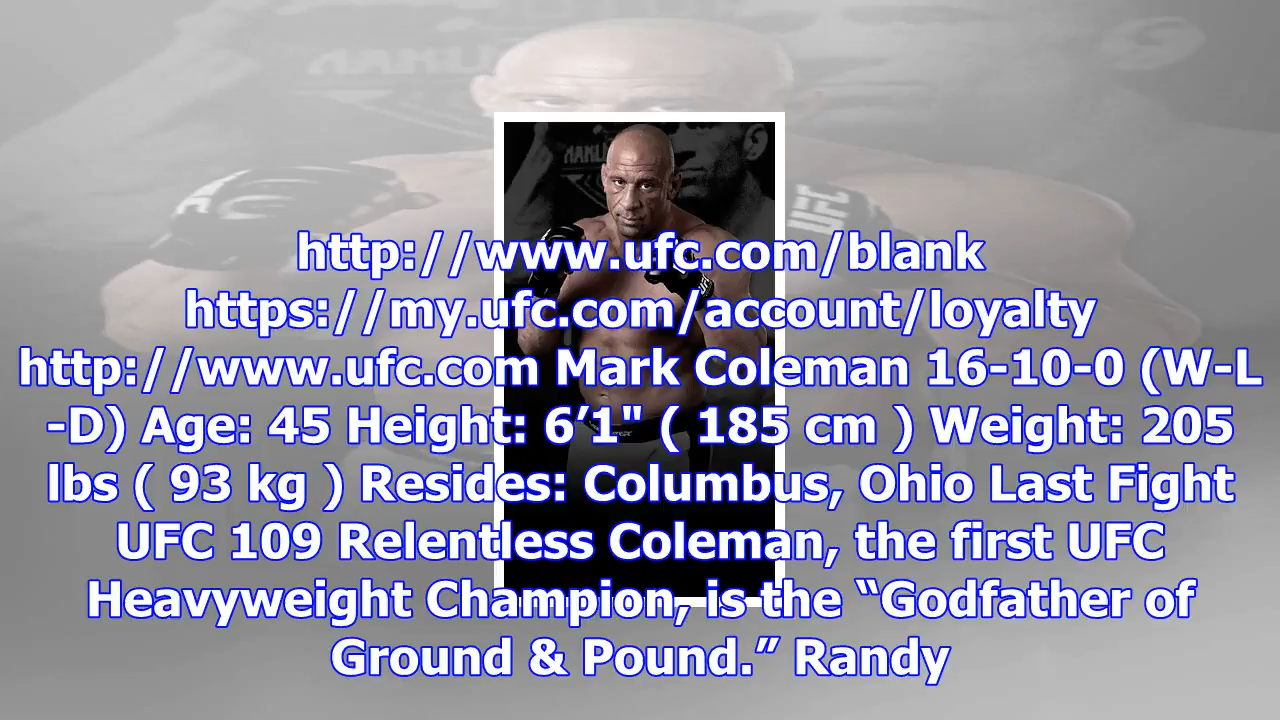 http://www.ufc.com/blank
https://my.ufc.com/account/loyalty
http://www.ufc.com Mark Coleman 16-10-0 (W-L
-D) Age: 45 Height: 6’1" ( 185 cm ) Weight: 205
lbs ( 93 kg ) Resides: Columbus, Ohio Last Fight
UFC 109 Relentless Coleman, the first UFC
Heavyweight Champion, is the “Godfather of
Ground & Pound.” Randy
UFC